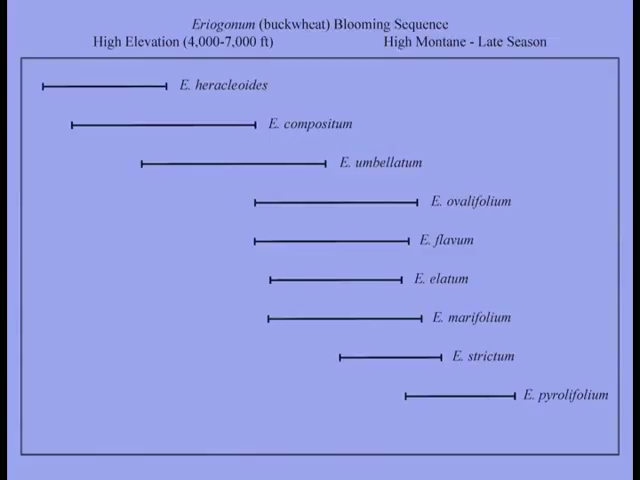 Eriogonum (buckwheat) Blooming Sequence
High Elevation (4,000-7,000 ft) High Montane - Late Season
E. heracleoides
E. compositum
E. umbellatum
E. ovalifolium
E. flavum
E. elatum
E. marifolium
E. strictum
E. pyrolifolium